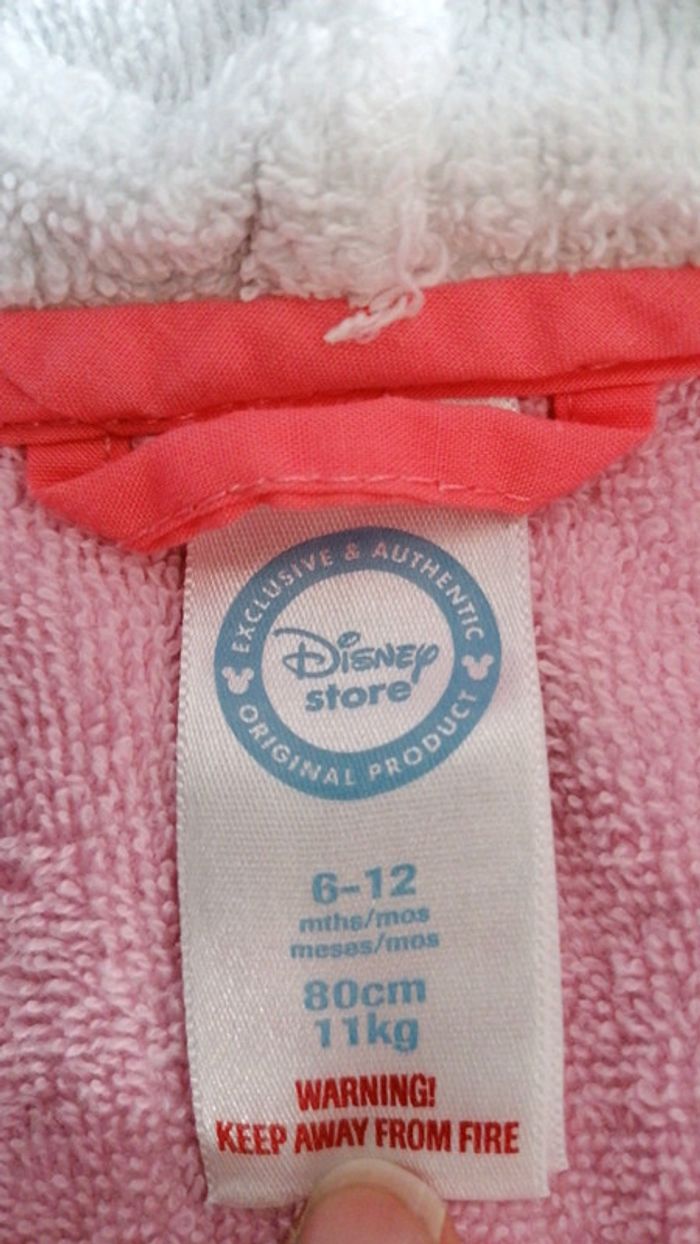 EXCLUSIVE & AUTHENTIC
Disney
store
ORIGINAL PRODUCT
6-12
mths/mos
meses/mos
80cm
11kg
WARNING!
KEEP AWAY FROM FIRE